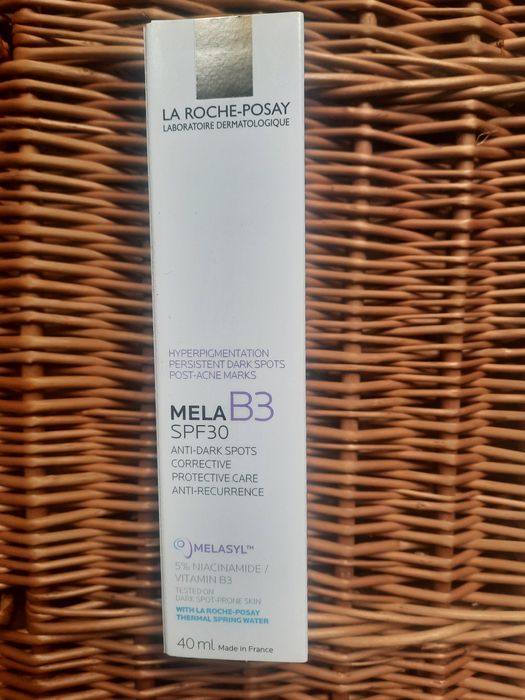 LA ROCHE-POSAY
LABORATOIRE DERMATOLOGIQUE
HYPERPIGMENTATION
PERSISTENT DARK SPOTS
POST-ACNE MARKS
MELA B3
SPF30
ANTI-DARK SPOTS
CORRECTIVE
PROTECTIVE CARE
ANTI-RECURRENCE
MELASYL™
5% NIACINAMIDE /
VITAMIN B3
TESTED ON
DARK SPOT-PRONE SKIN
WITH LA ROCHE-POSAY
THERMAL SPRING WATER
40 ml Made in France